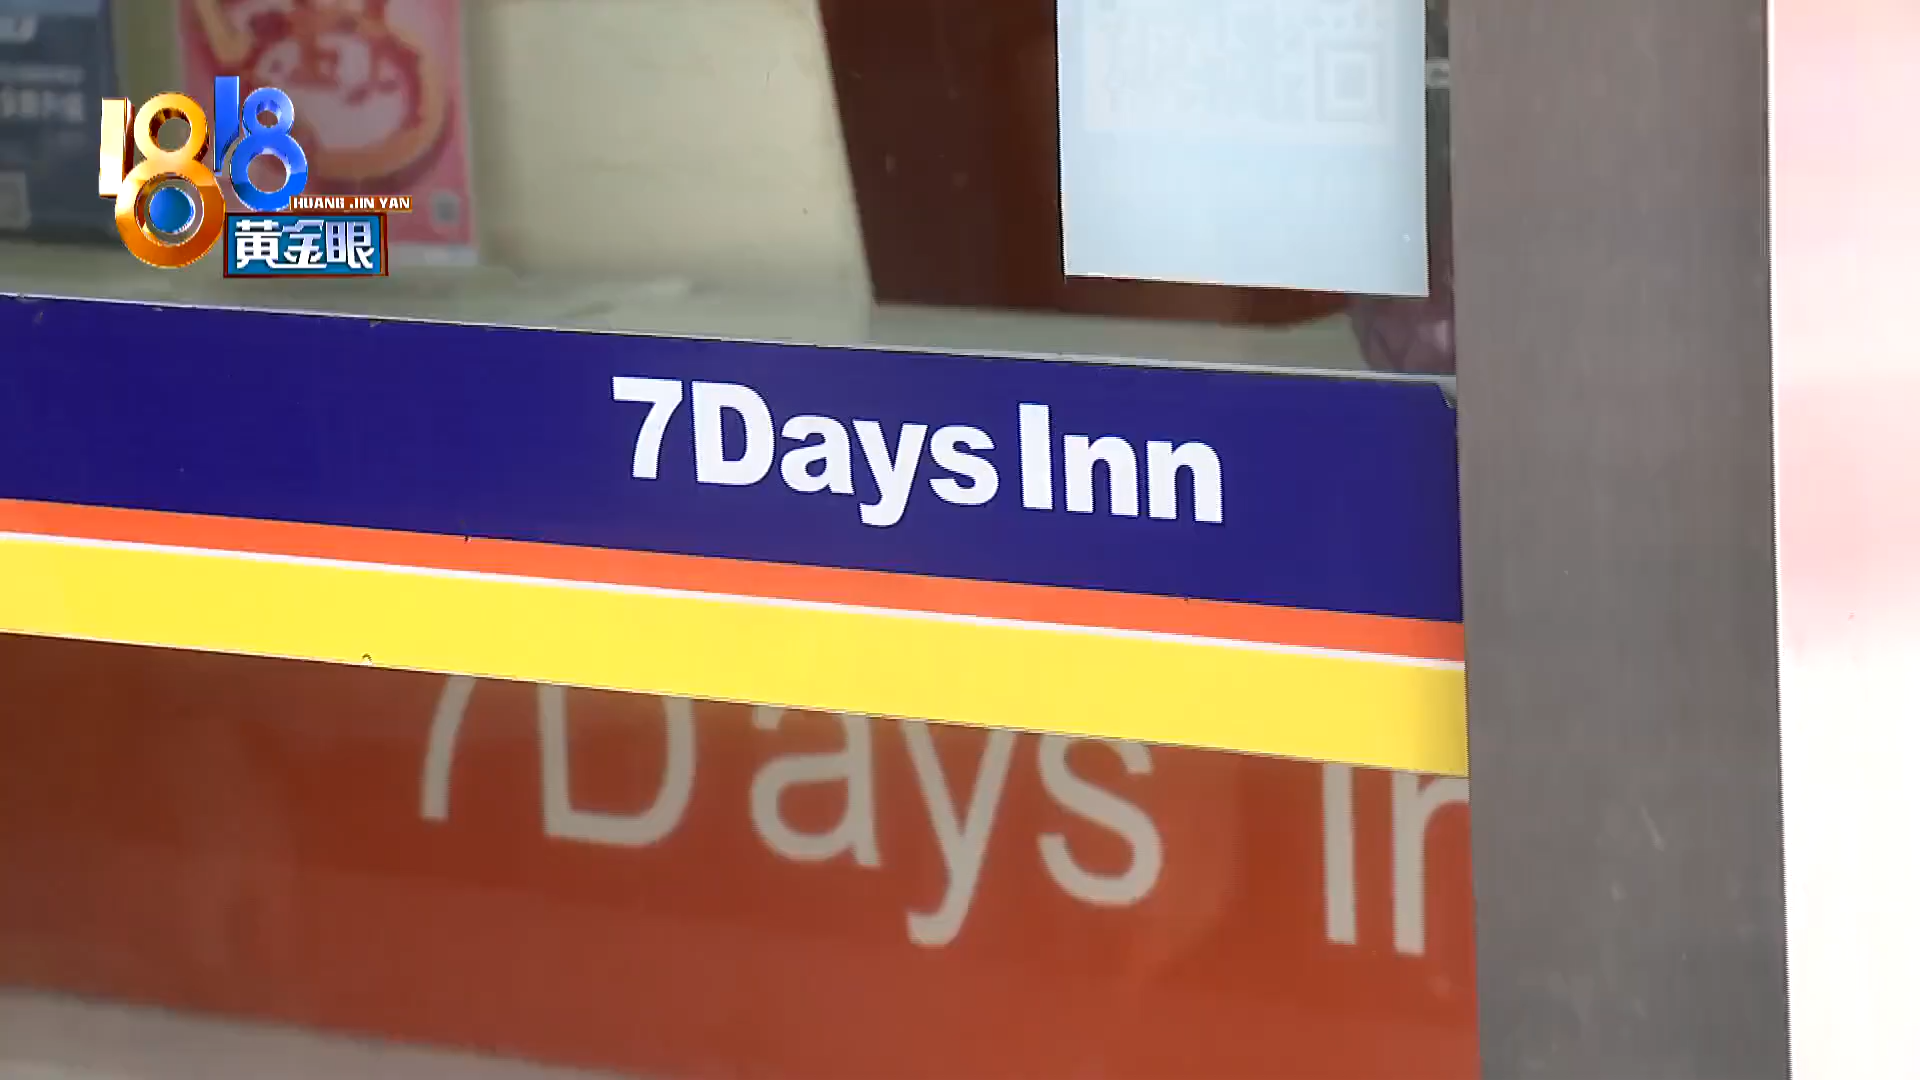 1818
HUANG JIN YAN
黄金眼
7Days Inn
7Days In